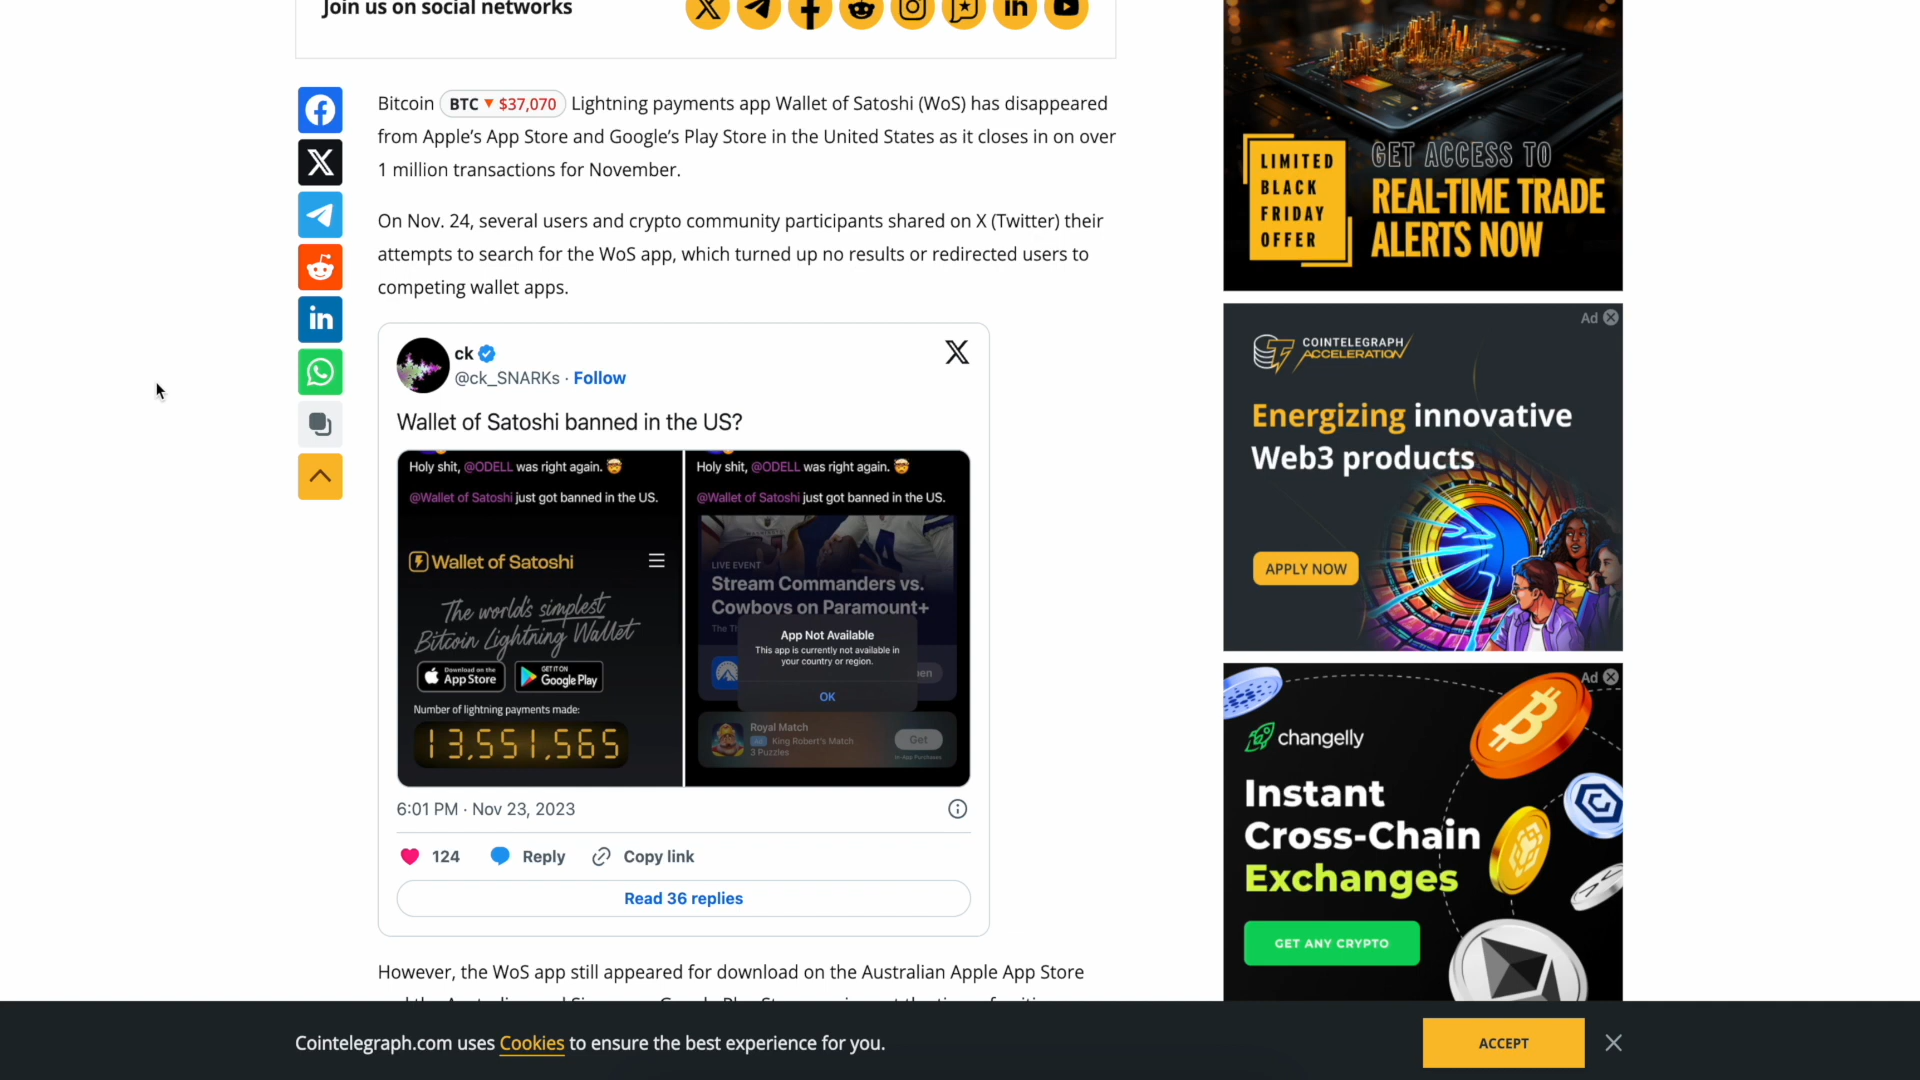 Join us on social networks
Bitcoin BTC ▼ $37,070 Lightning payments app Wallet of Satoshi (WoS) has disappeared
from Apple's App Store and Google's Play Store in the United States as it closes in on over
1 million transactions for November.
On Nov. 24, several users and crypto community participants shared on X (Twitter) their
attempts to search for the WoS app, which turned up no results or redirected users to
competing wallet apps.
ck
@ck_SNARKs · Follow
Wallet of Satoshi banned in the US?
Holy shit, @ODELL was right again. 🤯
@Wallet of Satoshi just got banned in the US.
Wallet of Satoshi
The world's simplest
Bitcoin Lightning Wallet
Download on the
App Store
GET IT ON
Google Play
Number of lightning payments made:
13,551,565
Holy shit, @ODELL was right again. 🤯
@Wallet of Satoshi just got banned in the US.
LIVE EVENT
Stream Commanders vs.
Cowboys on Paramount+
App Not Available
This app is currently not available in
your country or region.
OK
Royal Match
Ad King Robert's Match
3 Puzzles
Get
In-App Purchases
6:01 PM · Nov 23, 2023
124 Reply Copy link
Read 36 replies
However, the WoS app still appeared for download on the Australian Apple App Store
LIMITED
BLACK
FRIDAY
OFFER
GET ACCESS TO
REAL-TIME TRADE
ALERTS NOW
Ad
COINTELEGRAPH
ACCELERATION
Energizing innovative
Web3 products
APPLY NOW
Ad
changelly
Instant
Cross-Chain
Exchanges
GET ANY CRYPTO
Cointelegraph.com uses Cookies to ensure the best experience for you.
ACCEPT